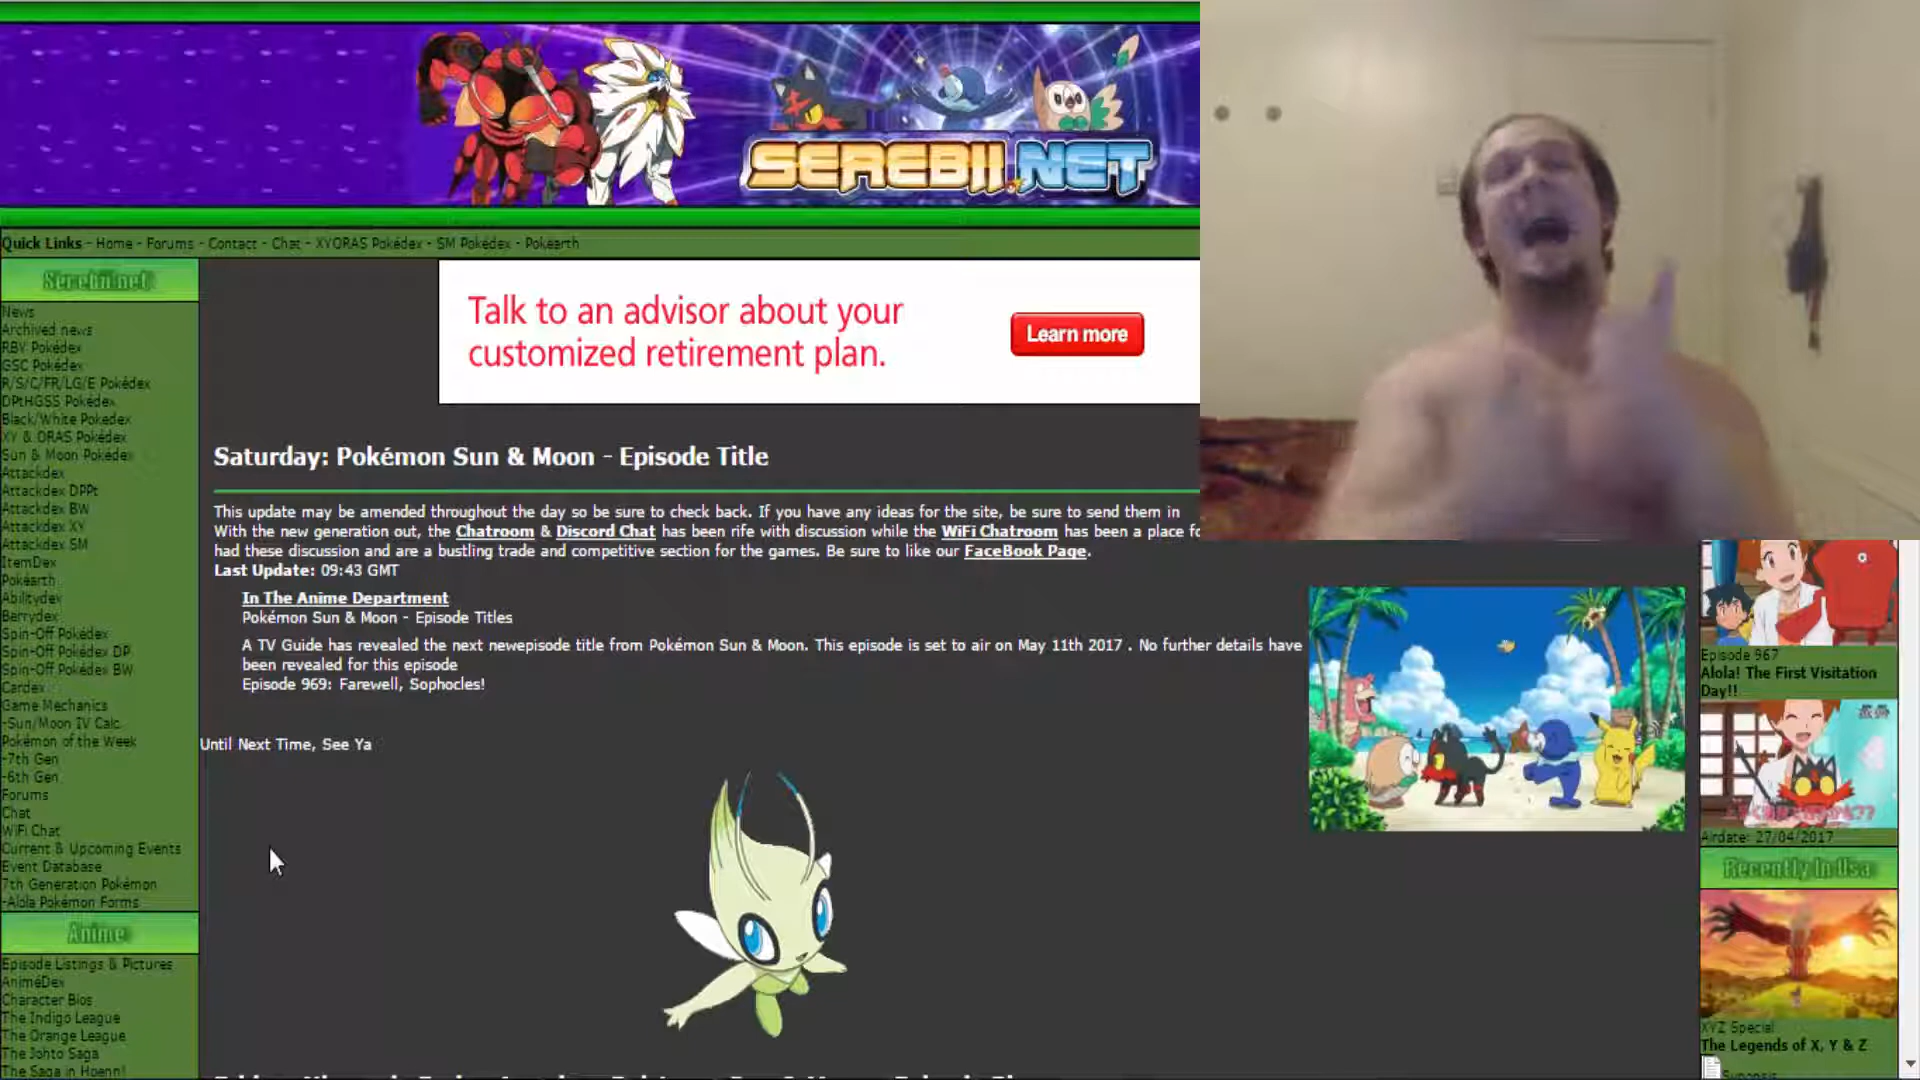 SEREBII.NET
Quick Links - Home - Forums - Contact - Chat - XYORAS Pokédex - SM Pokédex - Pokéarth
Serebii.net
News
Archived news
RBY Pokédex
GSC Pokédex
R/S/C/FR/LG/E Pokédex
DPtHGSS Pokédex
Black/White Pokédex
XY & ORAS Pokédex
Sun & Moon Pokédex
Attackdex
Attackdex DPPt
Attackdex BW
Attackdex XY
Attackdex SM
ItemDex
Pokéarth
Abilitydex
Berrydex
Spin-Off Pokédex
Spin-Off Pokédex DP
Spin-Off Pokédex BW
Cardex
Game Mechanics
-Sun/Moon IV Calc.
Pokémon of the Week
-7th Gen
-6th Gen
Forums
Chat
WiFi Chat
Current & Upcoming Events
Event Database
7th Generation Pokémon
-Alola Pokémon Forms
Anime
Episode Listings & Pictures
AniméDex
Character Bios
The Indigo League
The Orange League
The Johto Saga
The Saga in Hoenn!
Talk to an advisor about your
customized retirement plan.
Learn more
Saturday: Pokémon Sun & Moon - Episode Title
This update may be amended throughout the day so be sure to check back. If you have any ideas for the site, be sure to send them in
With the new generation out, the Chatroom & Discord Chat has been rife with discussion while the WiFi Chatroom has been a place
had these discussion and are a bustling trade and competitive section for the games. Be sure to like our FaceBook Page.
Last Update: 09:43 GMT
In The Anime Department
Pokémon Sun & Moon - Episode Titles
A TV Guide has revealed the next newepisode title from Pokémon Sun & Moon. This episode is set to air on May 11th 2017 . No further details have
been revealed for this episode
Episode 969: Farewell, Sophocles!
Until Next Time, See Ya
Episode 967
Alola! The First Visitation
Day!!
Airdate: 27/04/2017
Recently In Usa
XYZ Special
The Legends of X, Y & Z
Synopsis